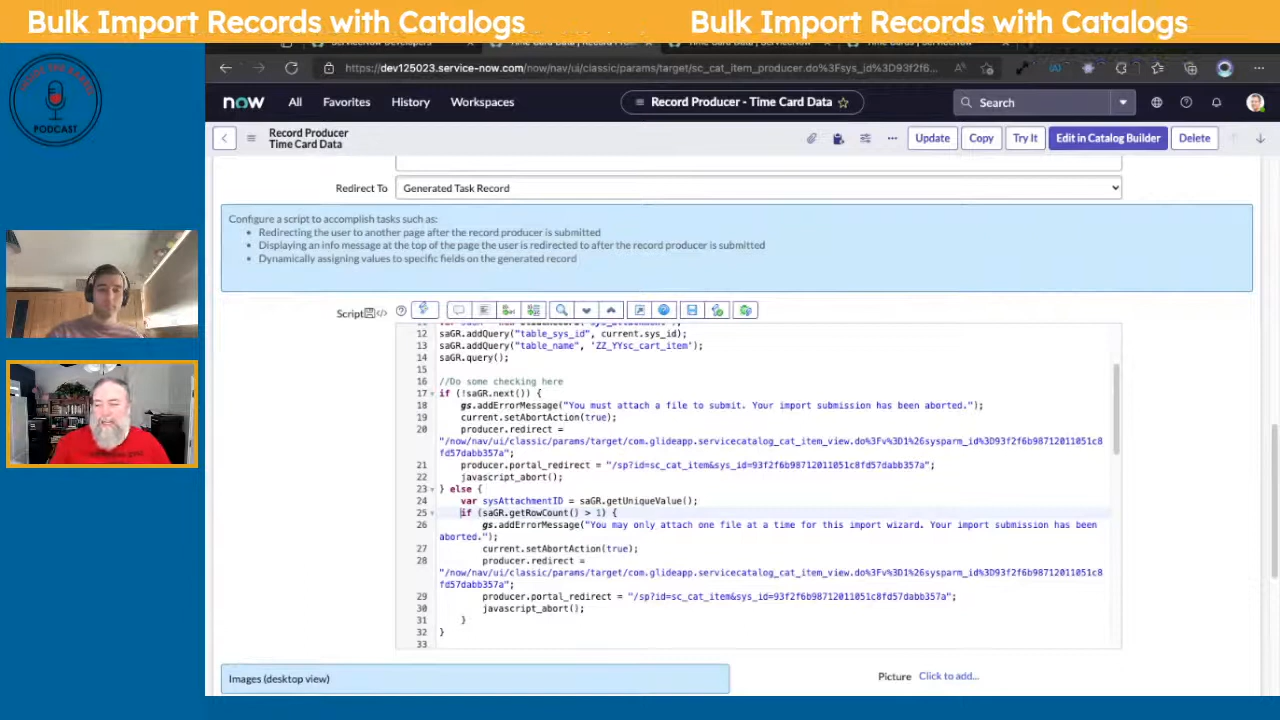 Bulk Import Records with Catalogs
Bulk Import Records with Catalogs
PODCAST
https://dev125023.service-now.com/now/nav/ui/classic/params/target/sc_cat_item_producer.do%3Fsys_id%3D93f2f6b...
now
All
Favorites
History
Workspaces
Record Producer - Time Card Data
Search
Record Producer
Time Card Data
Update
Copy
Try It
Edit in Catalog Builder
Delete
Redirect To
Generated Task Record
Configure a script to accomplish tasks such as:
Redirecting the user to another page after the record producer is submitted
Displaying an info message at the top of the page the user is redirected to after the record producer is submitted
Dynamically assigning values to specific fields on the generated record
Script
12 saGR.addQuery("table_sys_id", current.sys_id);
13 saGR.addQuery("table_name", 'ZZ_YYsc_cart_item');
14 saGR.query();
15
16 //Do some checking here
17 if (!saGR.next()) {
18 gs.addErrorMessage("You must attach a file to submit. Your import submission has been aborted.");
19 current.setAbortAction(true);
20 producer.redirect =
"/now/nav/ui/classic/params/target/com.glideapp.servicecatalog_cat_item_view.do%3Fv%3D1%26sysparm_id%3D93f2f6b98712011051c8
fd57dabb357a";
21 producer.portal_redirect = "/sp?id=sc_cat_item&sys_id=93f2f6b98712011051c8fd57dabb357a";
22 javascript_abort();
23 } else {
24 var sysAttachmentID = saGR.getUniqueValue();
25 if (saGR.getRowCount() > 1) {
26 gs.addErrorMessage("You may only attach one file at a time for this import wizard. Your import submission has been
aborted.");
27 current.setAbortAction(true);
28 producer.redirect =
"/now/nav/ui/classic/params/target/com.glideapp.servicecatalog_cat_item_view.do%3Fv%3D1%26sysparm_id%3D93f2f6b98712011051c8
fd57dabb357a";
29 producer.portal_redirect = "/sp?id=sc_cat_item&sys_id=93f2f6b98712011051c8fd57dabb357a";
30 javascript_abort();
31 }
32 }
33
Images (desktop view)
Picture
Click to add...